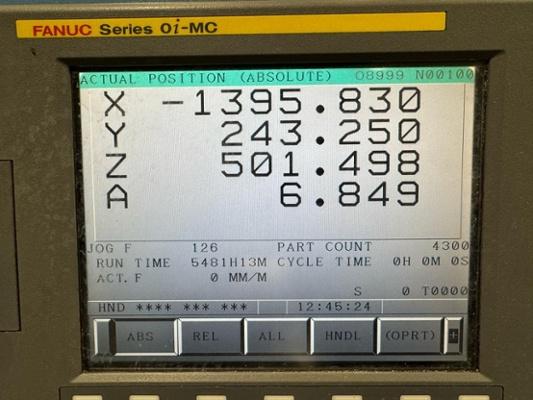 FANUC Series 0i-MC
ACTUAL POSITION (ABSOLUTE) O8999 N00100
X -1395.830
Y 243.250
Z 501.498
A 6.849
JOG F 126 PART COUNT 4300
RUN TIME 5481H13M CYCLE TIME 0H 0M 0S
ACT.F 0 MM/M
S 0 T0000
HND **** *** *** 12:45:24
ABS REL ALL HNDL (OPRT) +